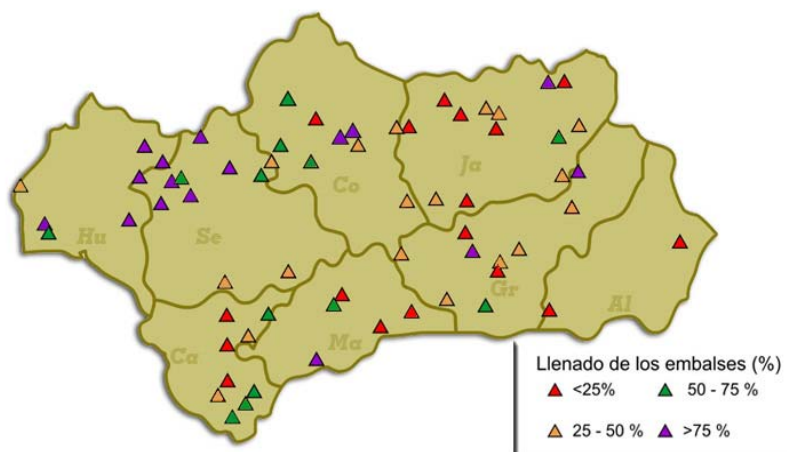 Co
Ja
Hu
Se
Gr
Al
Ca
Ma
Llenado de los embalses (%)
<25%
50 - 75 %
25 - 50 %
>75 %